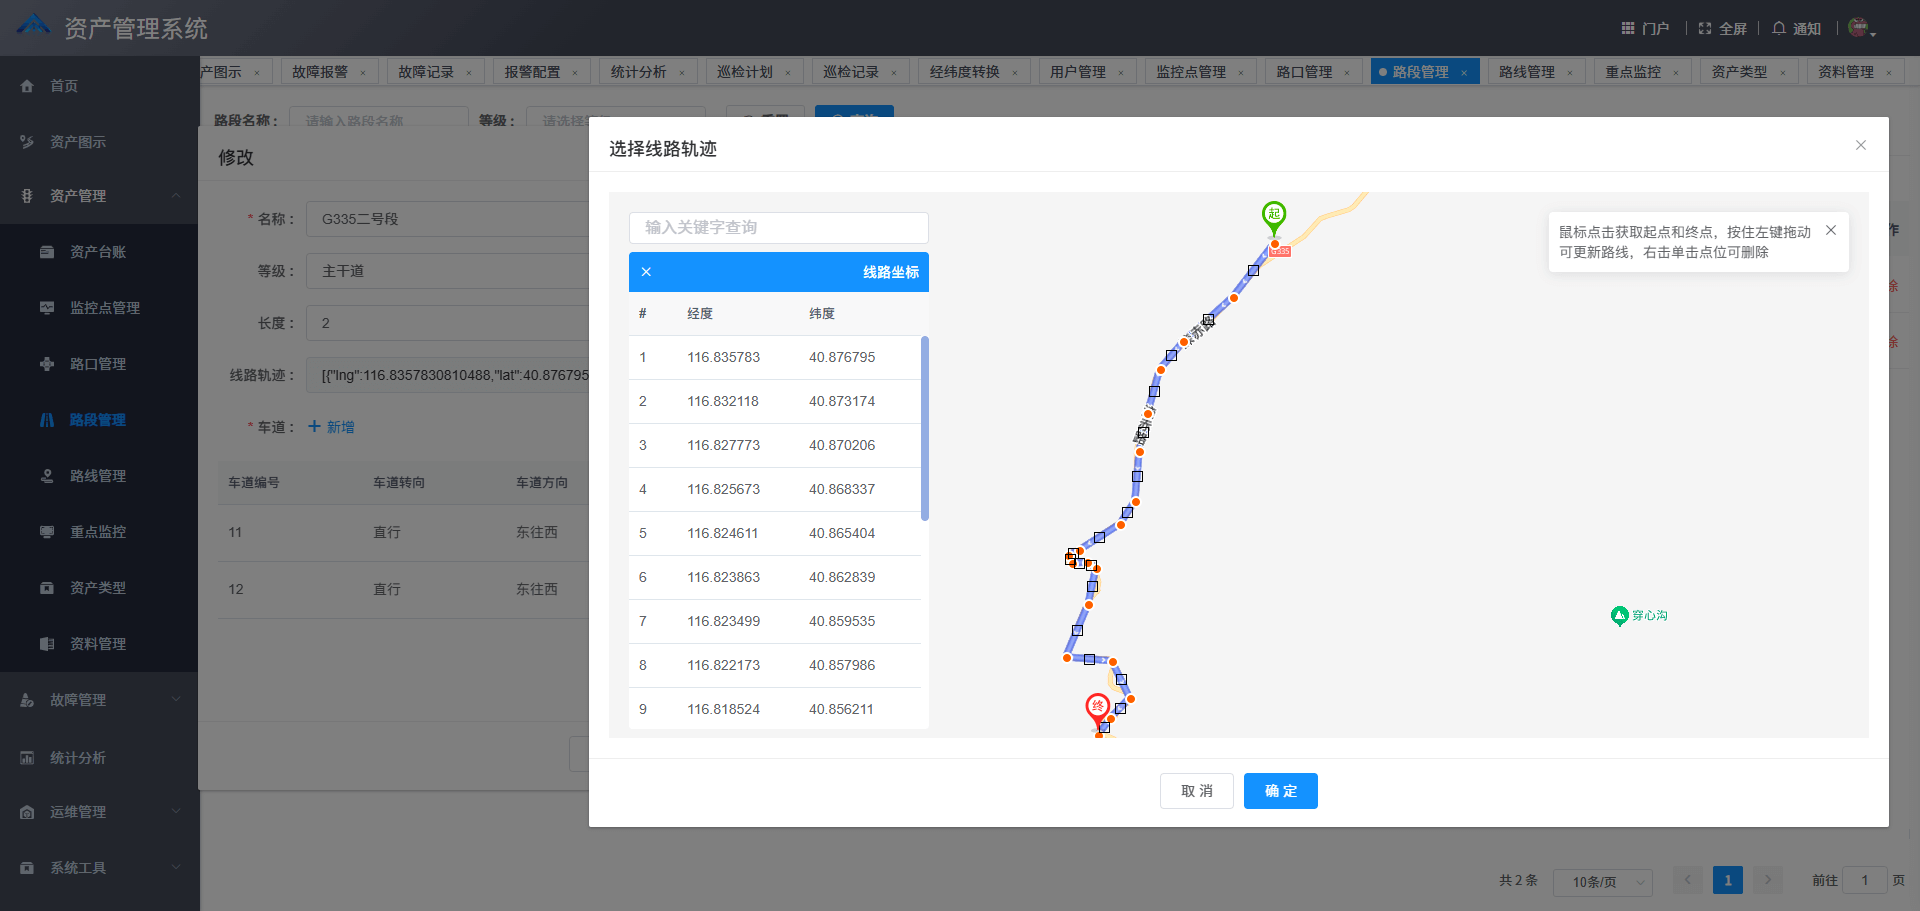 资产管理系统
门户
全屏
通知
首页
资产图示
资产管理
资产台账
监控点管理
路口管理
路段管理
路线管理
重点监控
资产类型
资料管理
故障管理
统计分析
运维管理
系统工具
产图示 ×
故障报警 ×
故障记录 ×
报警配置 ×
统计分析 ×
巡检计划 ×
巡检记录 ×
经纬度转换 ×
用户管理 ×
监控点管理 ×
路口管理 ×
路段管理 ×
路线管理 ×
重点监控 ×
资产类型 ×
资料管理 ×
路段名称： 请输入路段名称
等级：
修改
* 名称： G335二号段
等级： 主干道
长度： 2
线路轨迹： [{"lng":116.8357830810488,"lat":40.876795
* 车道： + 新增
车道编号 车道转向 车道方向
11 直行 东往西
12 直行 东往西
选择线路轨迹
输入关键字查询
线路坐标
# 经度 纬度
1 116.835783 40.876795
2 116.832118 40.873174
3 116.827773 40.870206
4 116.825673 40.868337
5 116.824611 40.865404
6 116.823863 40.862839
7 116.823499 40.859535
8 116.822173 40.857986
9 116.818524 40.856211
起
终
穿心沟
鼠标点击获取起点和终点，按住左键拖动
可更新路线，右击单击点位可删除
取 消
确 定
作
除
除
共 2 条
10条/页
1
前往 1 页